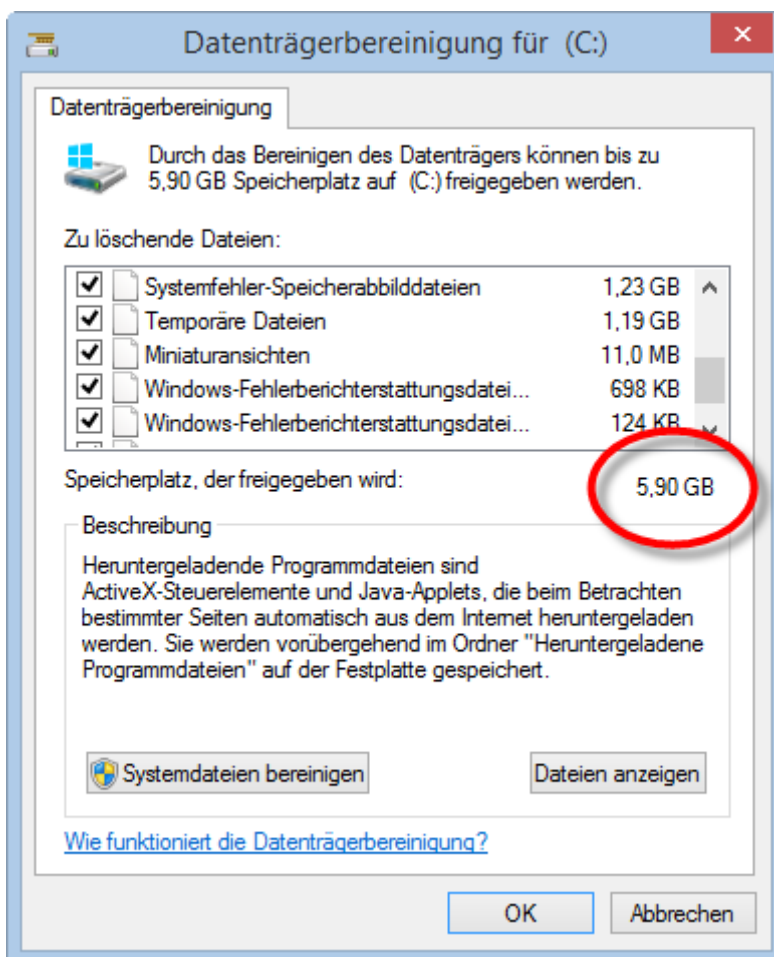 Datenträgerbereinigung für  (C:)
Datenträgerbereinigung
Durch das Bereinigen des Datenträgers können bis zu
5,90 GB Speicherplatz auf  (C:) freigegeben werden.
Zu löschende Dateien:
Systemfehler-Speicherabbilddateien 1,23 GB
Temporäre Dateien 1,19 GB
Miniaturansichten 11,0 MB
Windows-Fehlerberichterstattungsdatei... 698 KB
Windows-Fehlerberichterstattungsdatei... 124 KB
Speicherplatz, der freigegeben wird: 5,90 GB
Beschreibung
Heruntergeladende Programmdateien sind
ActiveX-Steuerelemente und Java-Applets, die beim Betrachten
bestimmter Seiten automatisch aus dem Internet heruntergeladen
werden. Sie werden vorübergehend im Ordner "Heruntergeladene
Programmdateien" auf der Festplatte gespeichert.
Systemdateien bereinigen Dateien anzeigen
Wie funktioniert die Datenträgerbereinigung?
OK Abbrechen